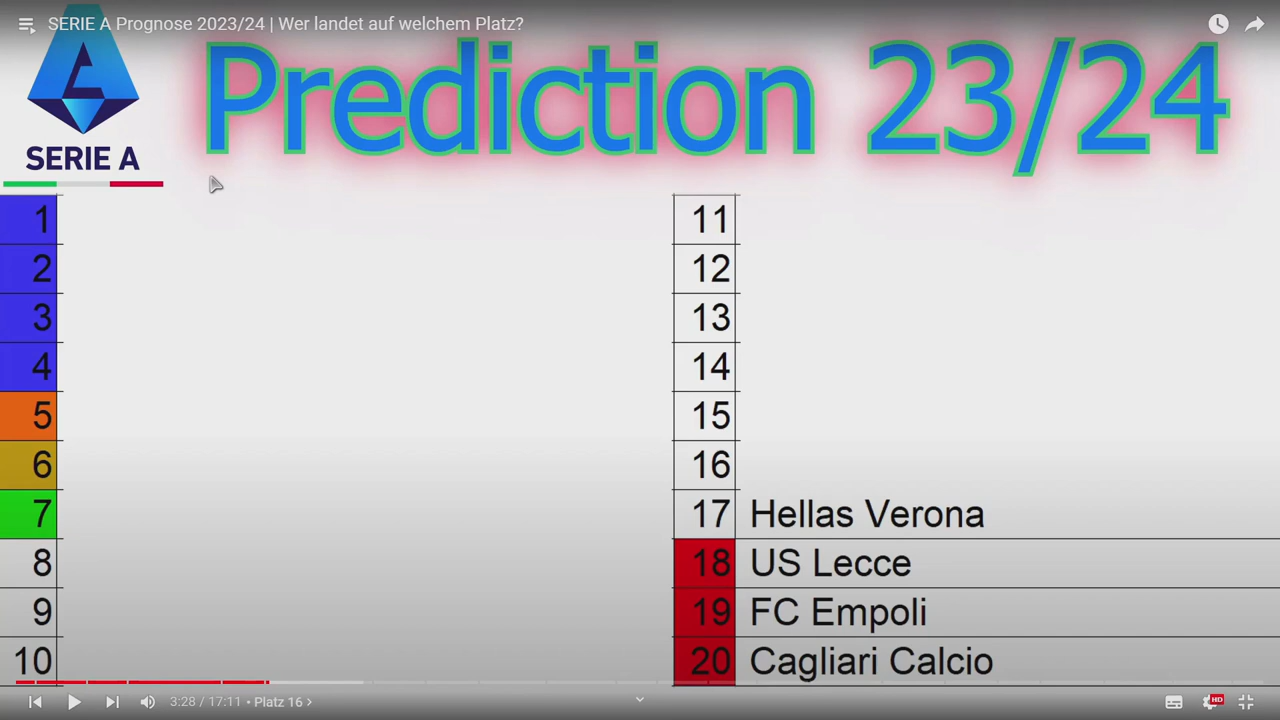 SERIE A Prognose 2023/24 | Wer landet auf welchem Platz?
Prediction 23/24
SERIE A
1
2
3
4
5
6
7
8
9
10
11
12
13
14
15
16
17 Hellas Verona
18 US Lecce
19 FC Empoli
20 Cagliari Calcio
3:28 / 17:11 • Platz 16
HD